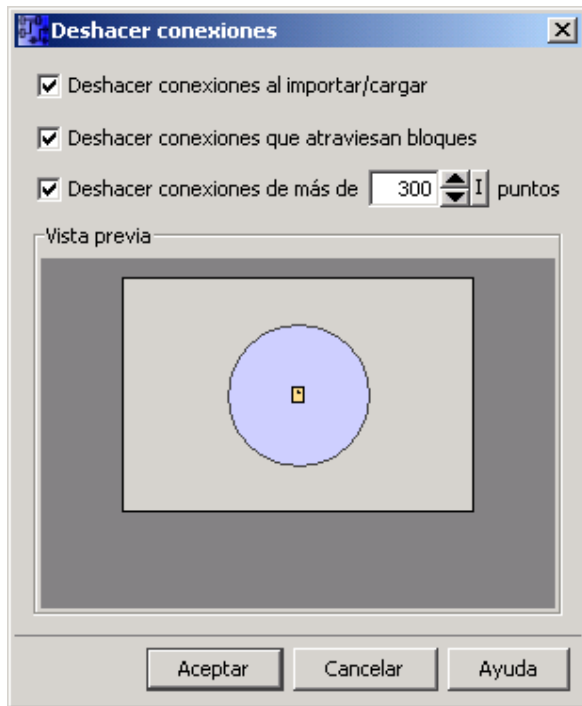 Deshacer conexiones
Deshacer conexiones al importar/cargar
Deshacer conexiones que atraviesan bloques
Deshacer conexiones de más de 300 I puntos
Vista previa
Aceptar Cancelar Ayuda